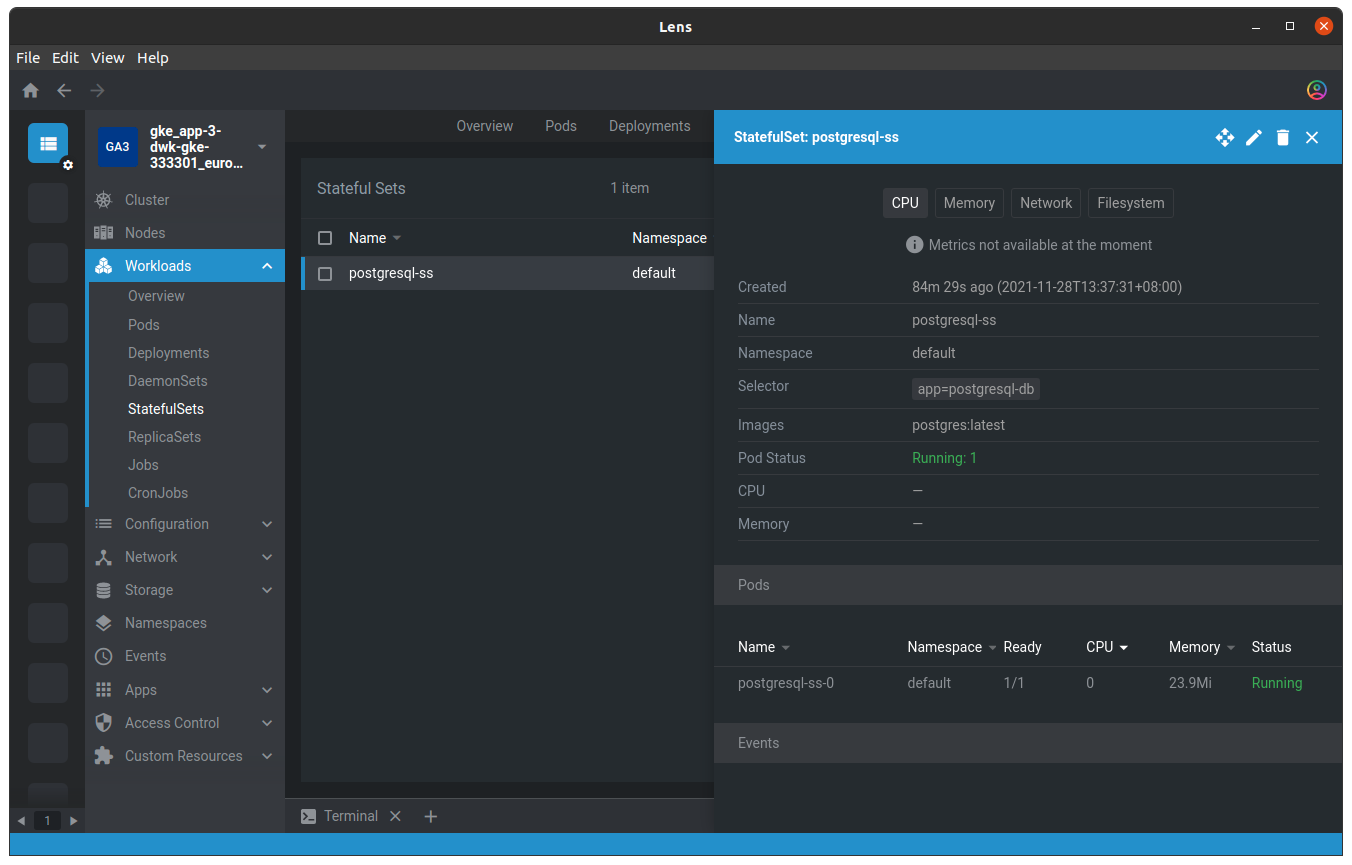 Lens
File Edit View Help
GA3
gke_app-3-
dwk-gke-
333301_euro...
Cluster
Nodes
Workloads
Overview
Pods
Deployments
DaemonSets
StatefulSets
ReplicaSets
Jobs
CronJobs
Configuration
Network
Storage
Namespaces
Events
Apps
Access Control
Custom Resources
1
Overview Pods Deployments
Stateful Sets 1 item
Name Namespace
postgresql-ss default
Terminal
StatefulSet: postgresql-ss
CPU Memory Network Filesystem
Metrics not available at the moment
Created 84m 29s ago (2021-11-28T13:37:31+08:00)
Name postgresql-ss
Namespace default
Selector app=postgresql-db
Images postgres:latest
Pod Status Running: 1
CPU —
Memory —
Pods
Name Namespace Ready CPU Memory Status
postgresql-ss-0 default 1/1 0 23.9Mi Running
Events